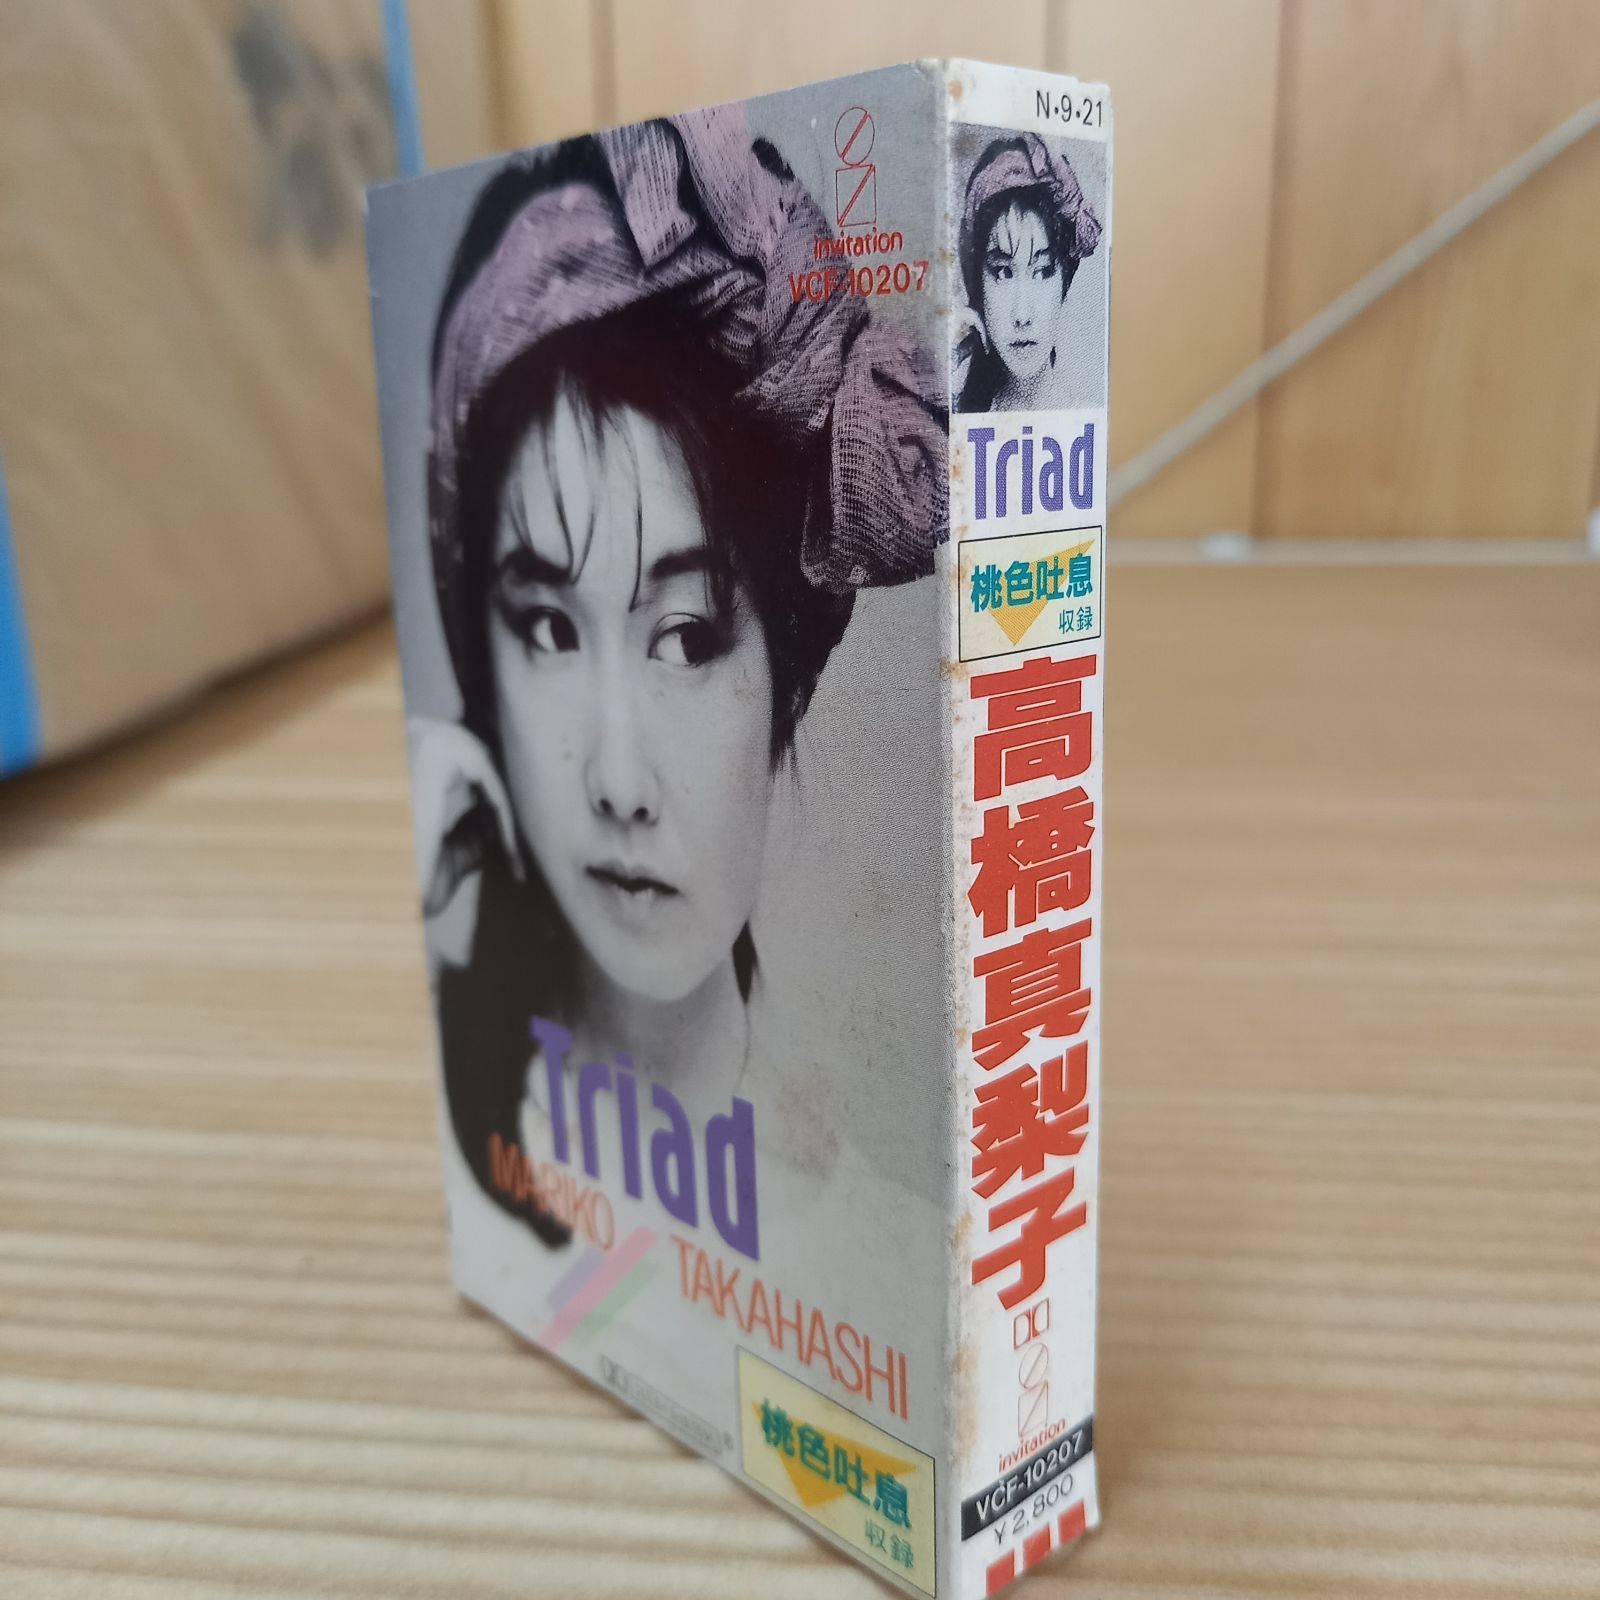 invitation
VCF-10207
Triad
MARIKO
TAKAHASHI
桃色吐息
収録
N・9・21
Triad
桃色吐息
収録
高橋真梨子
invitation
VCF-10207
¥2,800